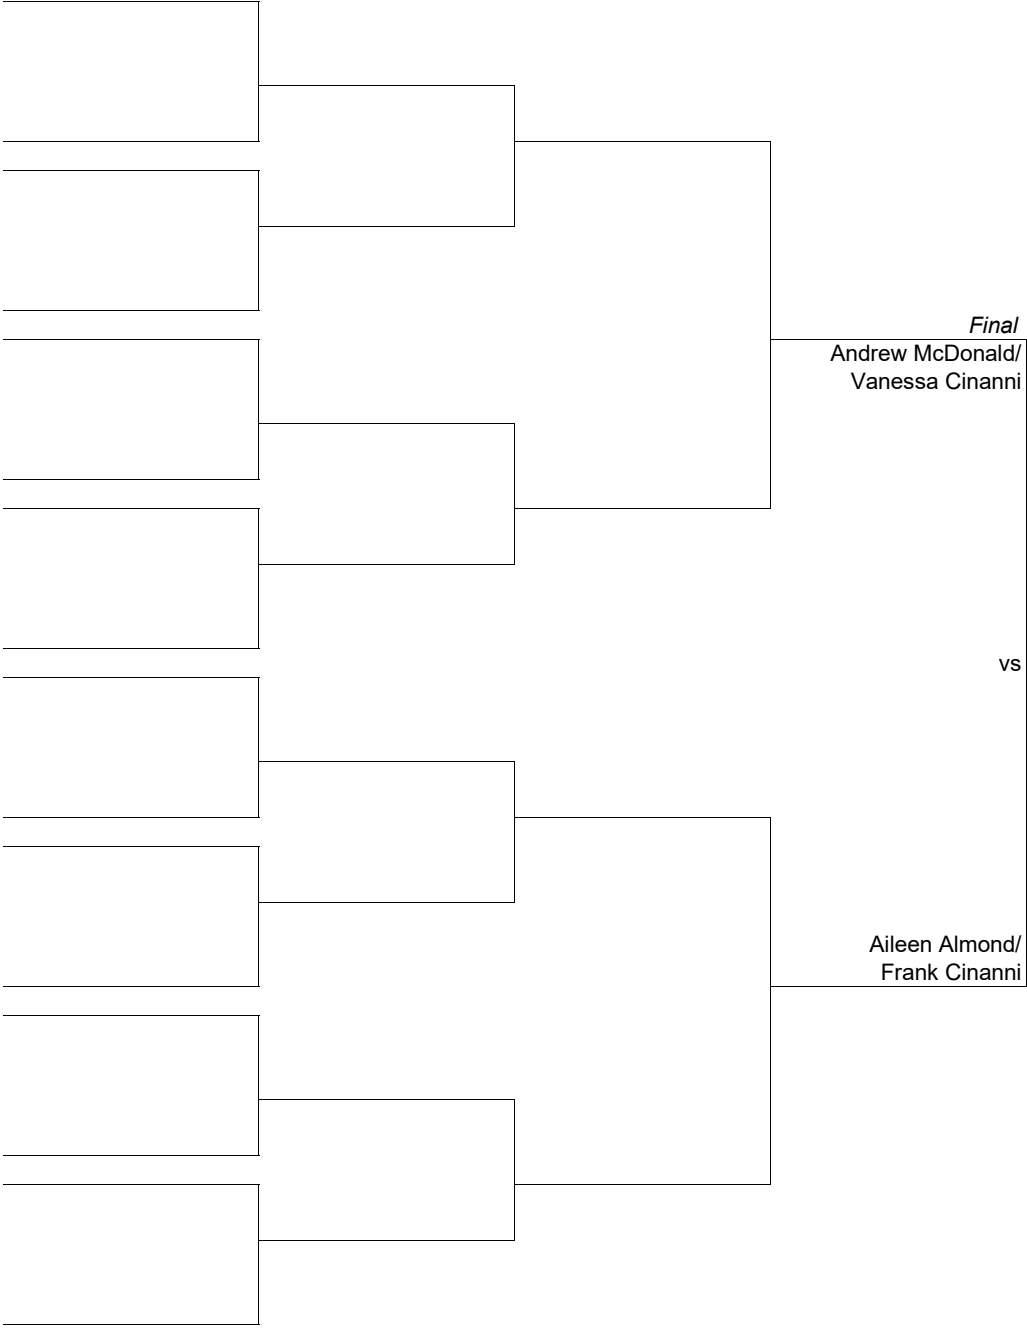 Final
Andrew McDonald/
Vanessa Cinanni
vs
Aileen Almond/
Frank Cinanni